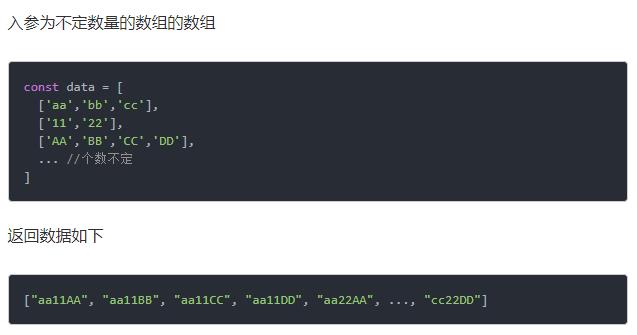 入参为不定数量的数组的数组
const data = [
['aa','bb','cc'],
['11','22'],
['AA','BB','CC','DD'],
... //个数不定
]
返回数据如下
["aa11AA", "aa11BB", "aa11CC", "aa11DD", "aa22AA", ..., "cc22DD"]